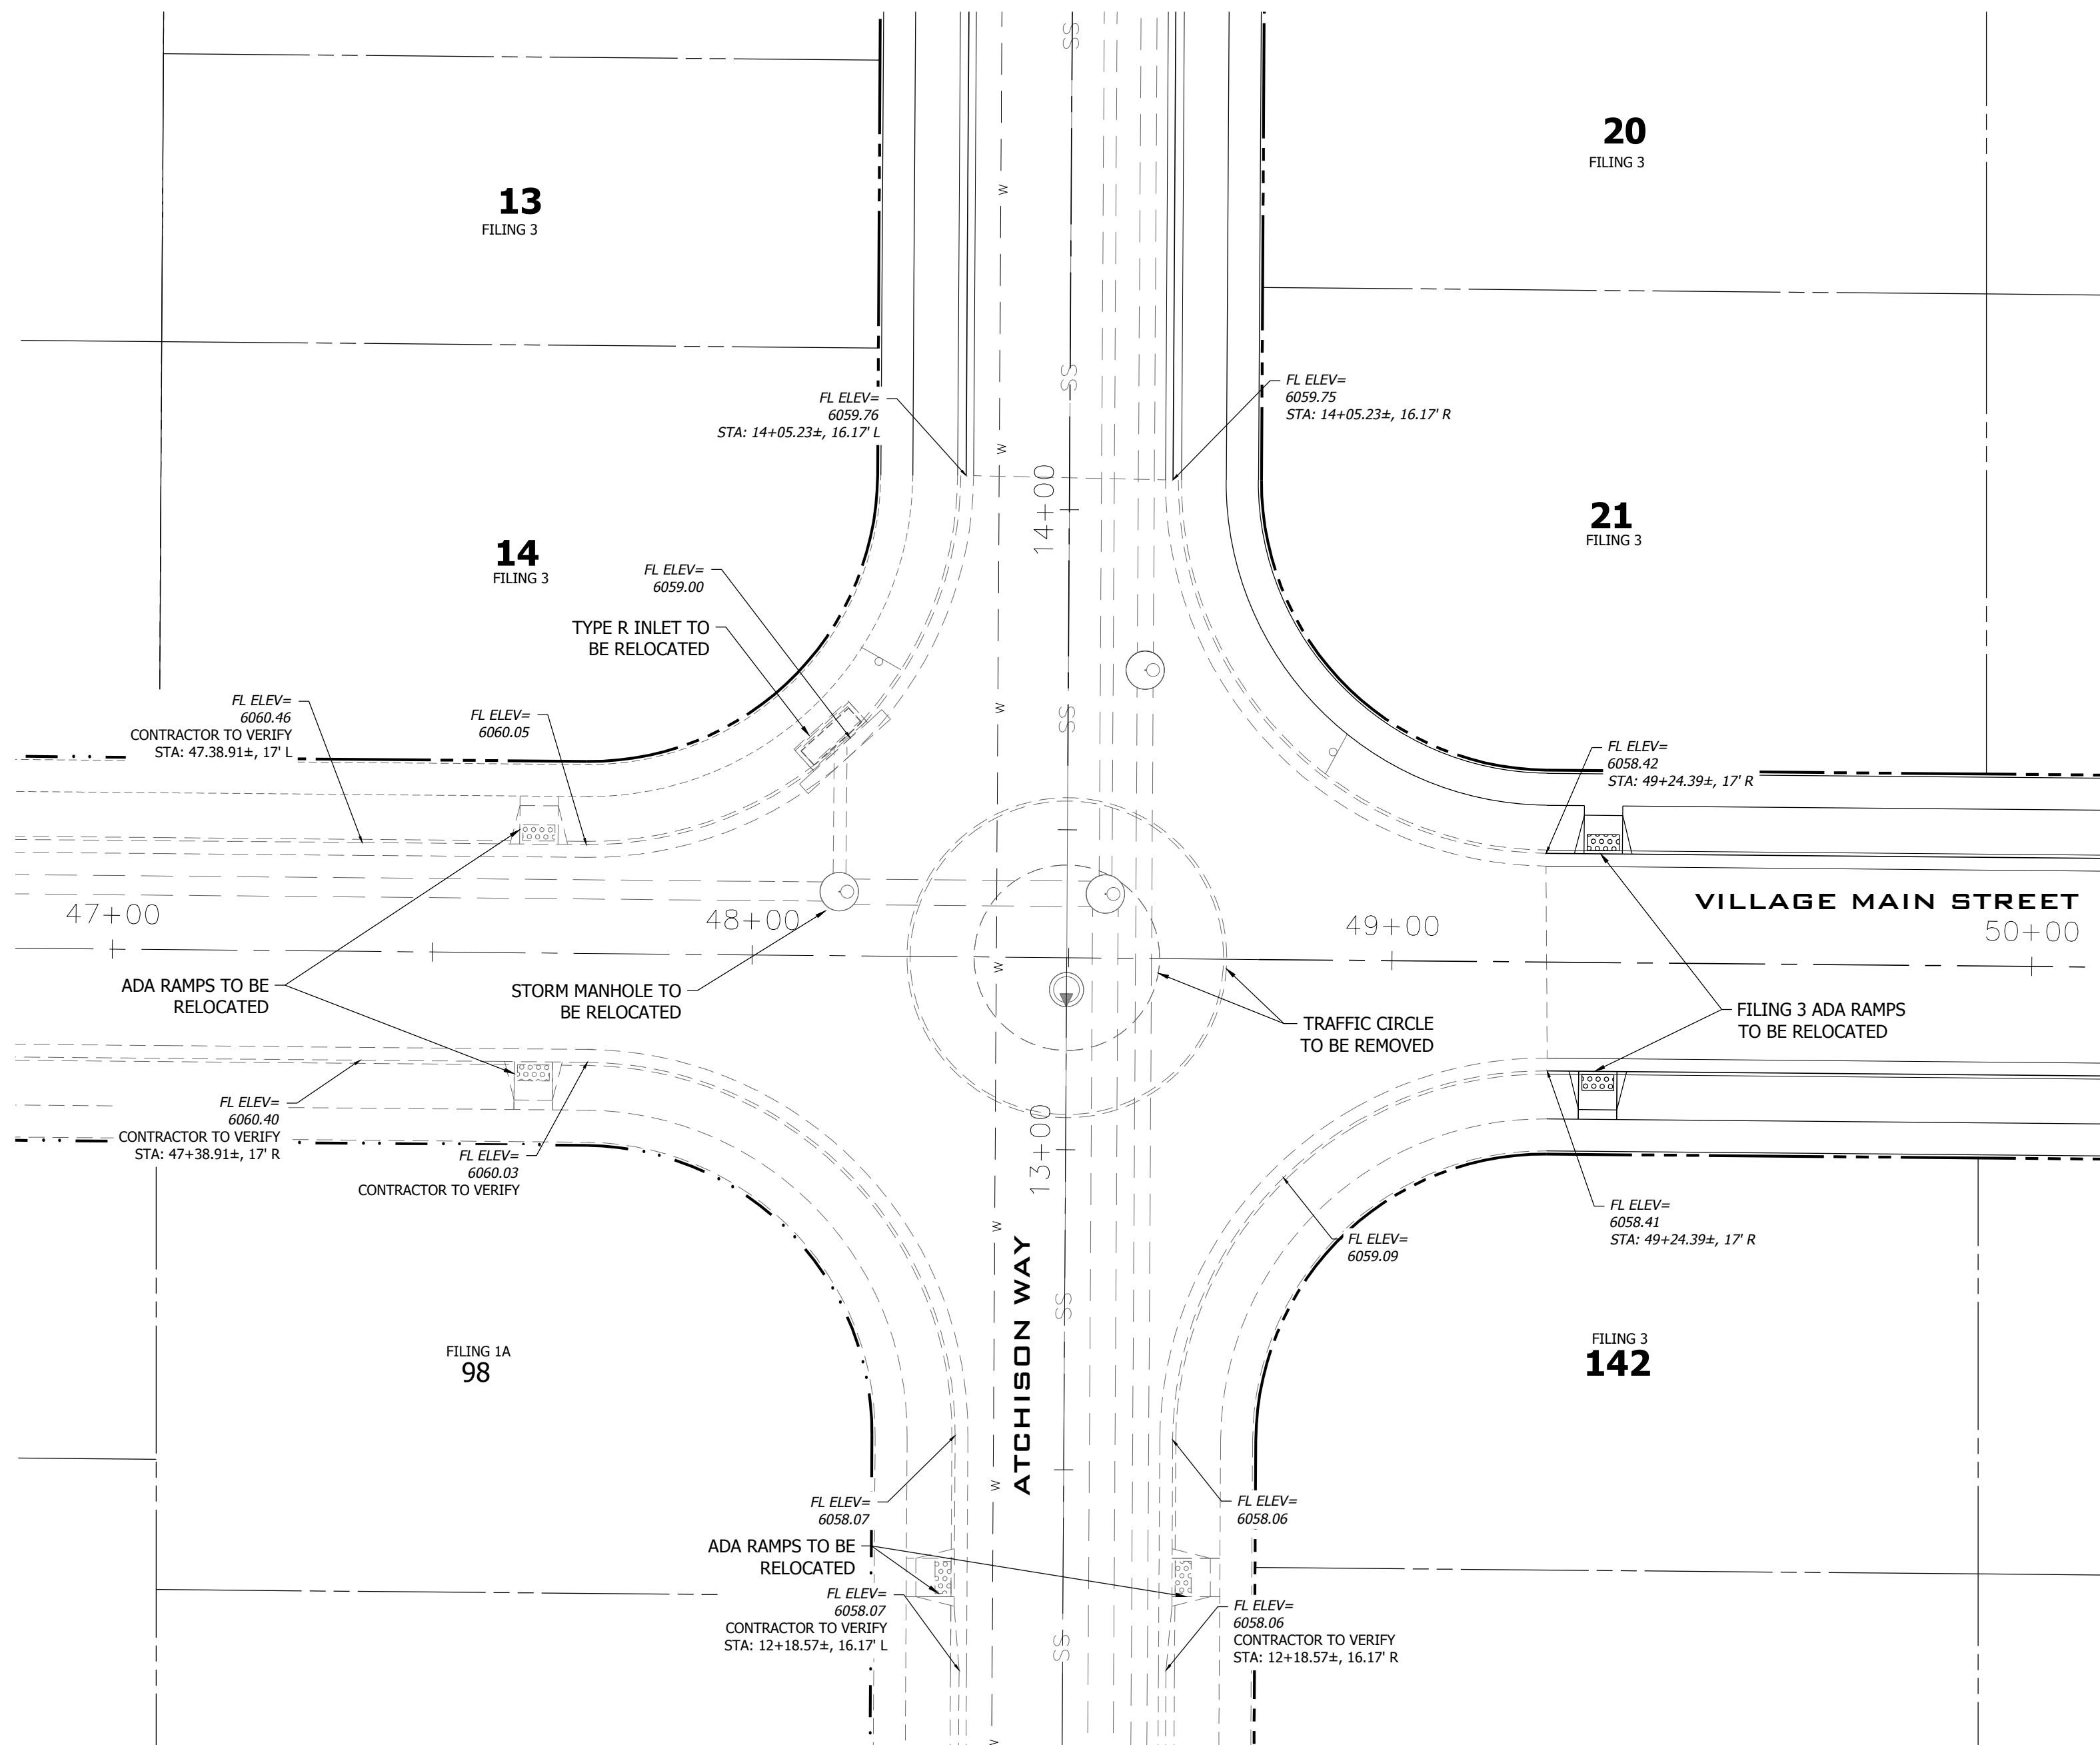 SS
20
FILING 3
W
13
FILING 3
SS
FL ELEV=
6059.75
STA: 14+05.23±, 16.17' R
FL ELEV=
6059.76
STA: 14+05.23±, 16.17' L
W
14+00
21
FILING 3
14
FILING 3
FL ELEV=
6059.00
TYPE R INLET TO
BE RELOCATED
FL ELEV=
6060.46
CONTRACTOR TO VERIFY
STA: 47.38.91±, 17' L
FL ELEV=
6060.05
W
SS
FL ELEV=
6058.42
STA: 49+24.39±, 17' R
47+00
48+00
49+00
VILLAGE MAIN STREET
50+00
W
ADA RAMPS TO BE
RELOCATED
STORM MANHOLE TO
BE RELOCATED
TRAFFIC CIRCLE
TO BE REMOVED
FILING 3 ADA RAMPS
TO BE RELOCATED
FL ELEV=
6060.40
CONTRACTOR TO VERIFY
STA: 47+38.91±, 17' R
FL ELEV=
6060.03
CONTRACTOR TO VERIFY
13+00
FL ELEV=
6058.41
STA: 49+24.39±, 17' R
W
FL ELEV=
6059.09
ATCHISON WAY
SS
FILING 1A
98
FILING 3
142
W
FL ELEV=
6058.07
FL ELEV=
6058.06
ADA RAMPS TO BE
RELOCATED
FL ELEV=
6058.07
CONTRACTOR TO VERIFY
STA: 12+18.57±, 16.17' L
SS
FL ELEV=
6058.06
CONTRACTOR TO VERIFY
STA: 12+18.57±, 16.17' R
W